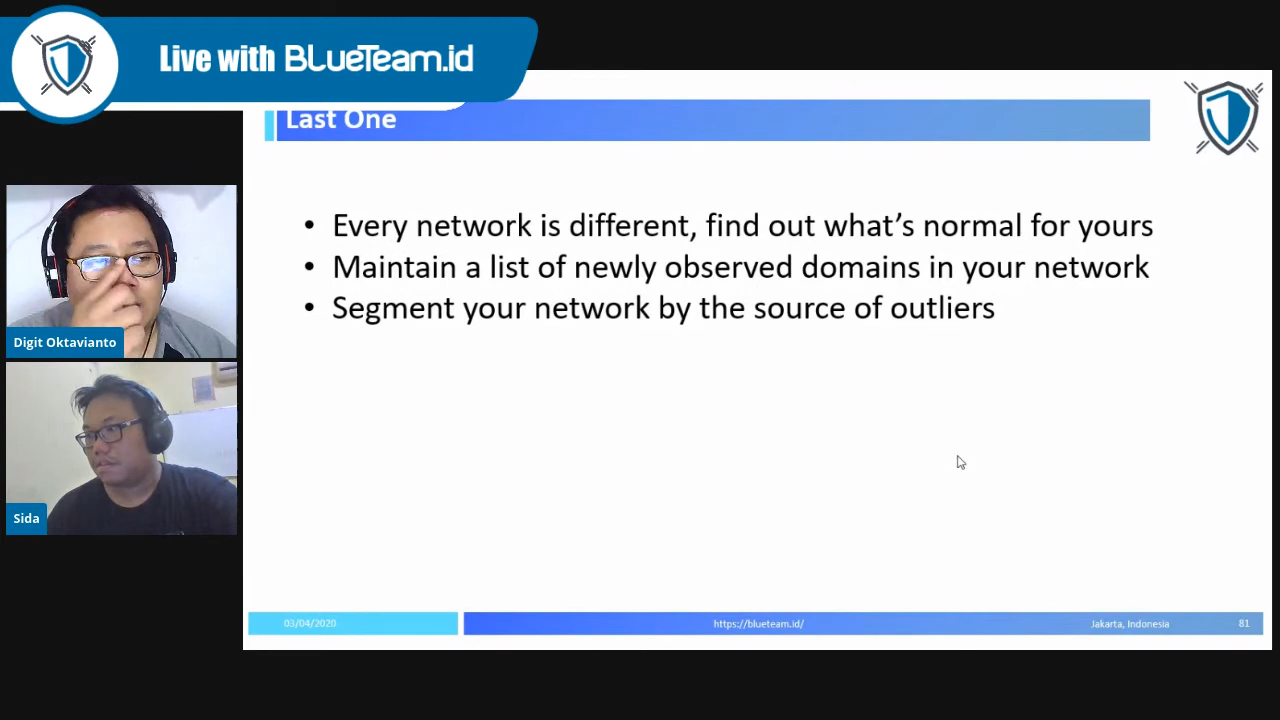 Live with BLueTeam.id
Last One
• Every network is different, find out what's normal for yours
• Maintain a list of newly observed domains in your network
• Segment your network by the source of outliers
Digit Oktavianto
Sida
03/04/2020
https://blueteam.id/
Jakarta, Indonesia
81